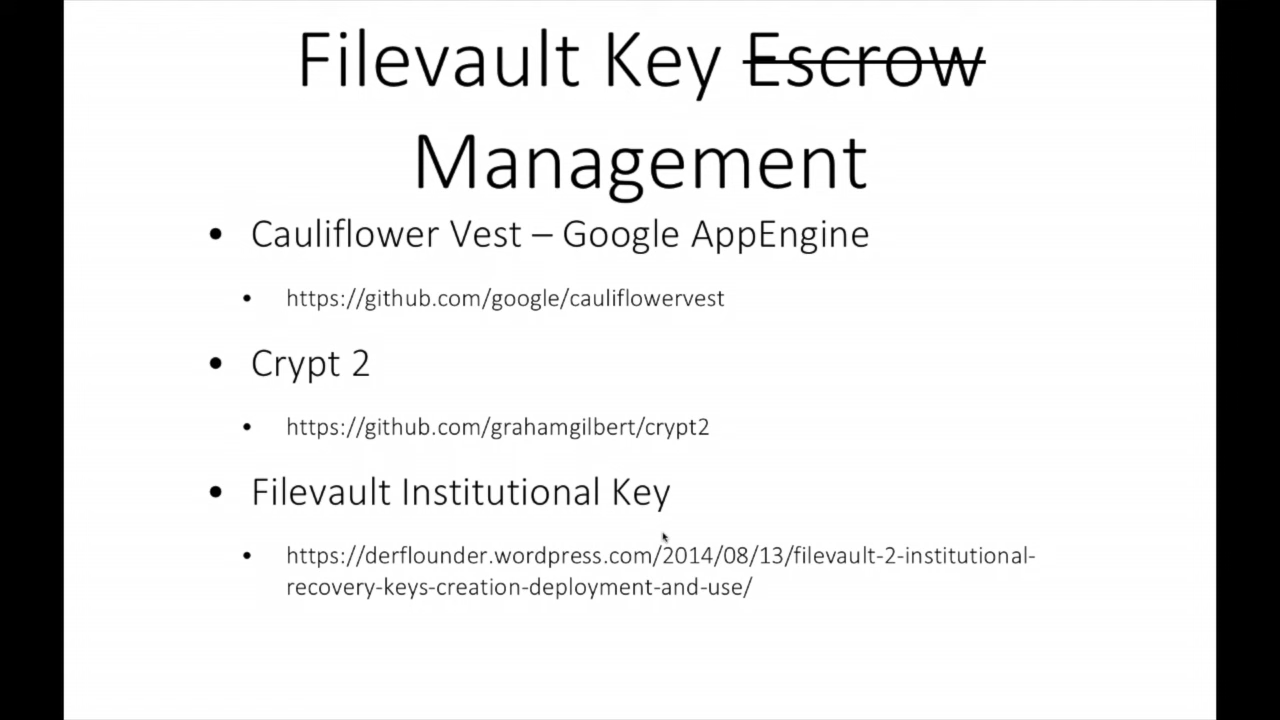 Filevault Key Escrow
Management
• Cauliflower Vest – Google AppEngine
• https://github.com/google/cauliflowervest
• Crypt 2
• https://github.com/grahamgilbert/crypt2
• Filevault Institutional Key
• https://derflounder.wordpress.com/2014/08/13/filevault-2-institutional-
recovery-keys-creation-deployment-and-use/